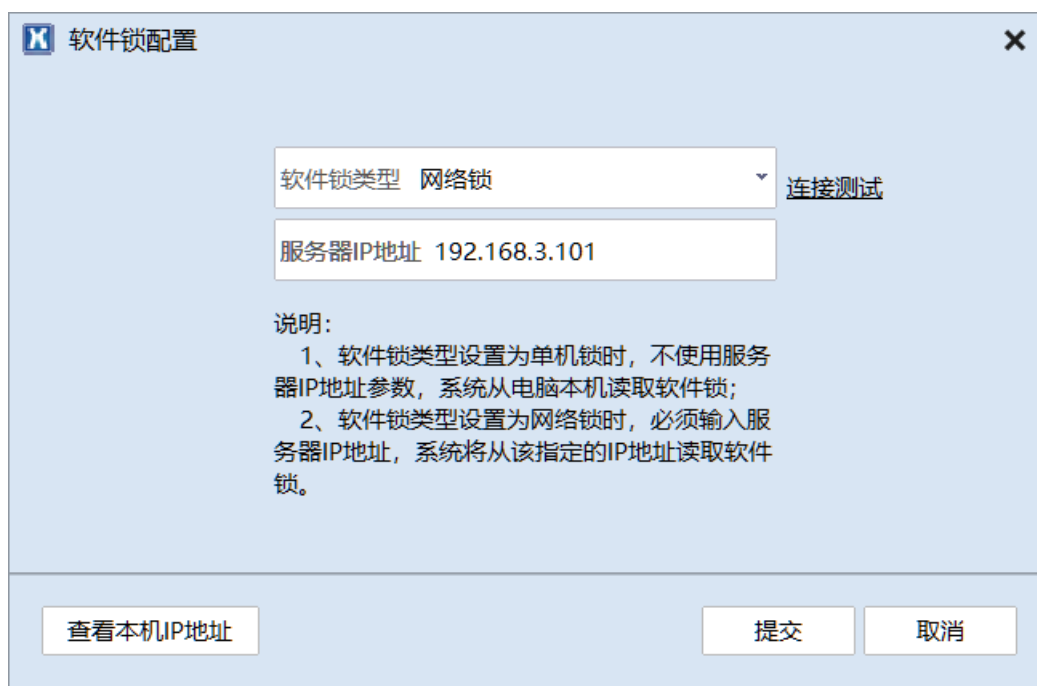 软件锁配置
软件锁类型 网络锁
连接测试
服务器IP地址 192.168.3.101
说明：
1、软件锁类型设置为单机锁时，不使用服务
器IP地址参数，系统从电脑本机读取软件锁；
2、软件锁类型设置为网络锁时，必须输入服
务器IP地址，系统将从该指定的IP地址读取软件
锁。
查看本机IP地址
提交
取消